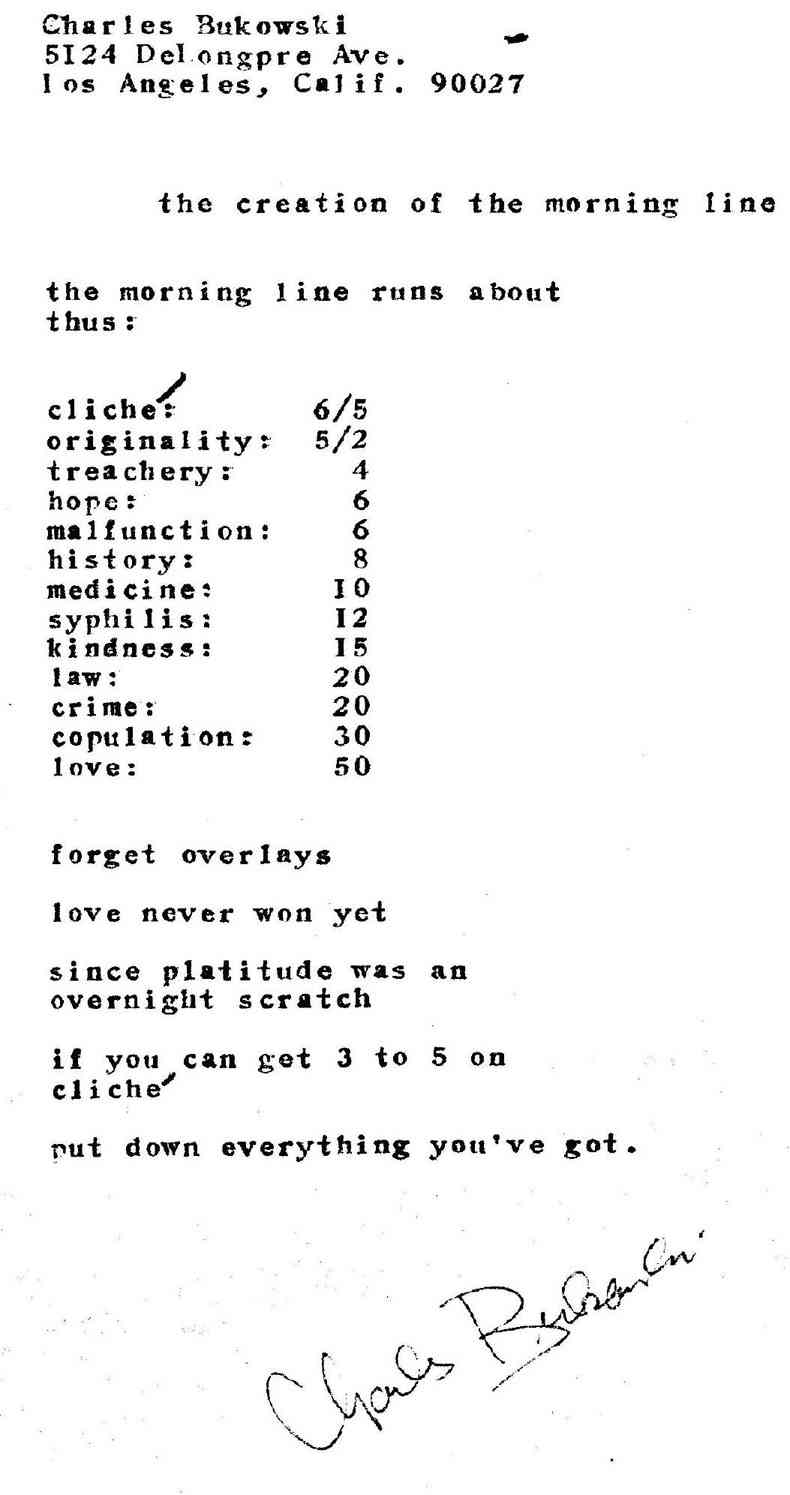 Charles Bukowski
5I24 DeLongpre Ave.
los Angeles, Calif. 90027
the creation of the morning line
the morning line runs about
thus:
cliché: 6/5
originality: 5/2
treachery: 4
hope: 6
malfunction: 6
history: 8
medicine: I0
syphilis: I2
kindness: I5
law: 20
crime: 20
copulation: 30
love: 50
forget overlays
love never won yet
since platitude was an
overnight scratch
if you can get 3 to 5 on
cliché
put down everything you've got.
Charles Bukowski